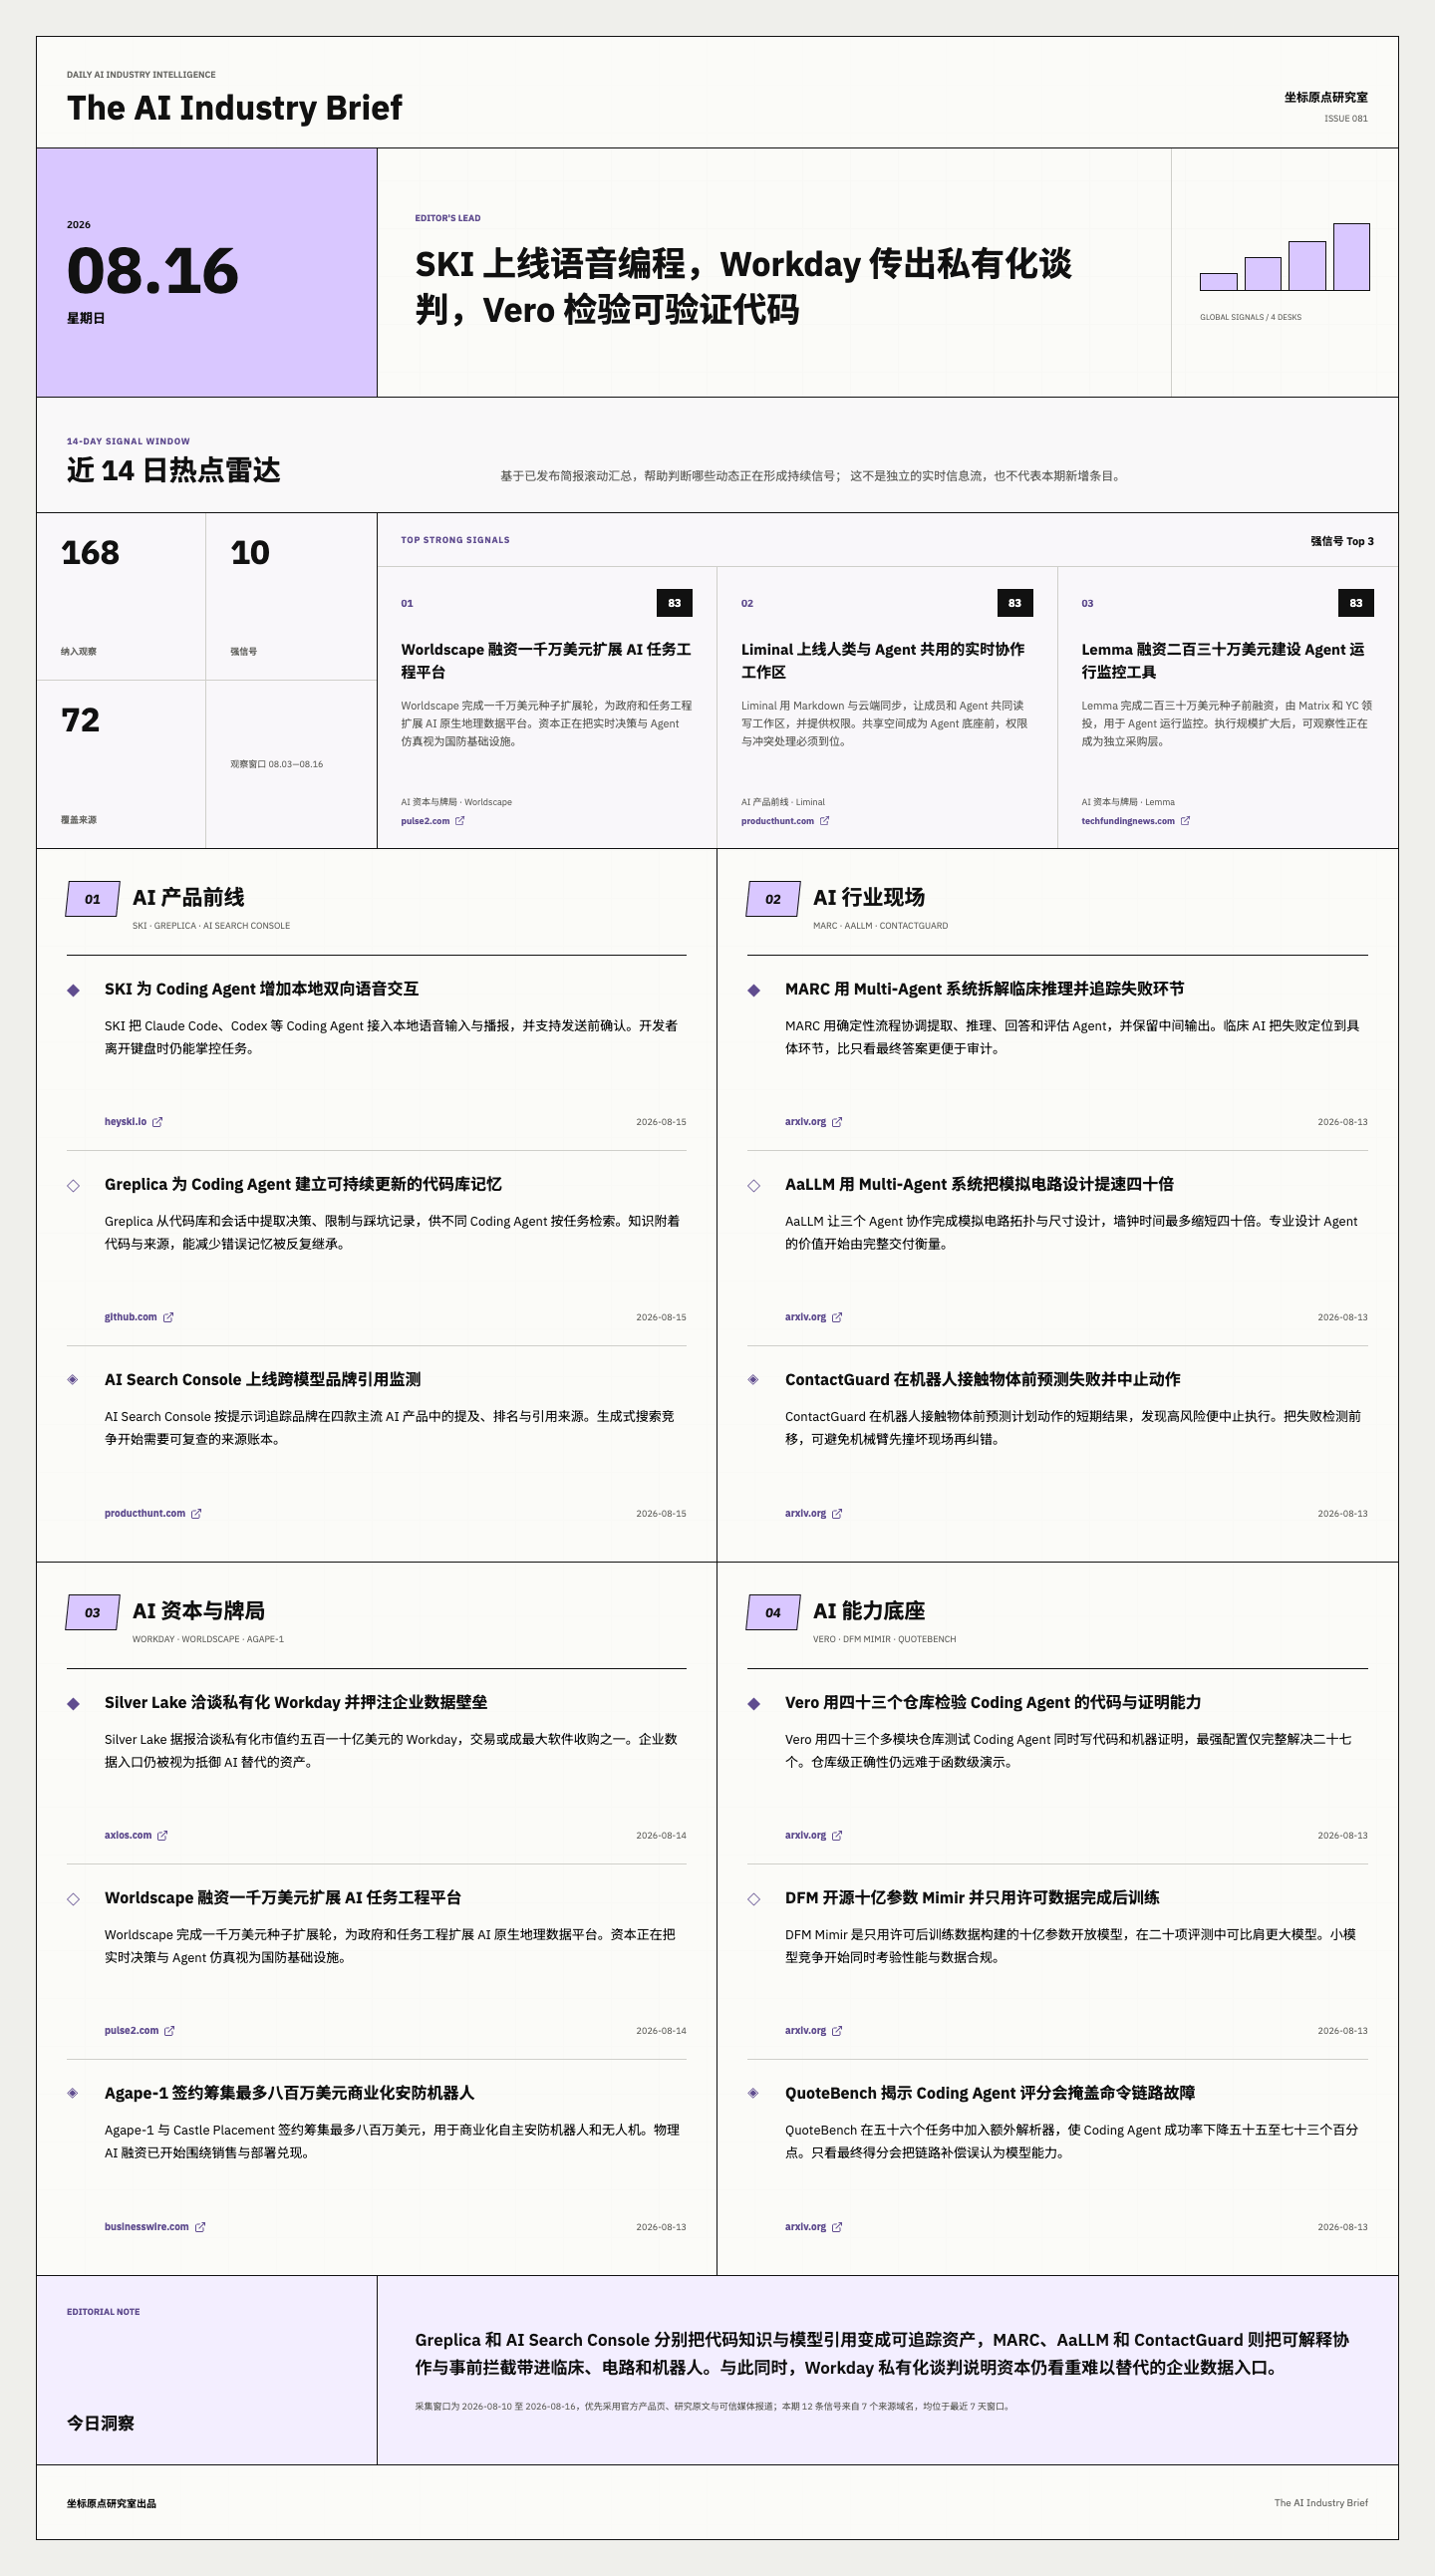 DAILY AI INDUSTRY INTELLIGENCE
The AI Industry Brief
坐标原点研究室
ISSUE 081
2026
08.16
星期日
EDITOR'S LEAD
SKI 上线语音编程，Workday 传出私有化谈
判，Vero 检验可验证代码
GLOBAL SIGNALS / 4 DESKS
14-DAY SIGNAL WINDOW
近 14 日热点雷达
基于已发布简报滚动汇总，帮助判断哪些动态正在形成持续信号； 这不是独立的实时信息流，也不代表本期新增条目。
168
纳入观察
10
强信号
72
覆盖来源
观察窗口 08.03—08.16
TOP STRONG SIGNALS
强信号 Top 3
01
83
Worldscape 融资一千万美元扩展 AI 任务工
程平台
Worldscape 完成一千万美元种子扩展轮，为政府和任务工程
扩展 AI 原生地理数据平台。资本正在把实时决策与 Agent
仿真视为国防基础设施。
AI 资本与牌局 · Worldscape
pulse2.com
02
83
Liminal 上线人类与 Agent 共用的实时协作
工作区
Liminal 用 Markdown 与云端同步，让成员和 Agent 共同读
写工作区，并提供权限。共享空间成为 Agent 底座前，权限
与冲突处理必须到位。
AI 产品前线 · Liminal
producthunt.com
03
83
Lemma 融资二百三十万美元建设 Agent 运
行监控工具
Lemma 完成二百三十万美元种子前融资，由 Matrix 和 YC 领
投，用于 Agent 运行监控。执行规模扩大后，可观察性正在
成为独立采购层。
AI 资本与牌局 · Lemma
techfundingnews.com
01
AI 产品前线
SKI · GREPLICA · AI SEARCH CONSOLE
SKI 为 Coding Agent 增加本地双向语音交互
SKI 把 Claude Code、Codex 等 Coding Agent 接入本地语音输入与播报，并支持发送前确认。开发者
离开键盘时仍能掌控任务。
heyski.io
2026-08-15
Greplica 为 Coding Agent 建立可持续更新的代码库记忆
Greplica 从代码库和会话中提取决策、限制与踩坑记录，供不同 Coding Agent 按任务检索。知识附着
代码与来源，能减少错误记忆被反复继承。
github.com
2026-08-15
AI Search Console 上线跨模型品牌引用监测
AI Search Console 按提示词追踪品牌在四款主流 AI 产品中的提及、排名与引用来源。生成式搜索竞
争开始需要可复查的来源账本。
producthunt.com
2026-08-15
02
AI 行业现场
MARC · AALLM · CONTACTGUARD
MARC 用 Multi-Agent 系统拆解临床推理并追踪失败环节
MARC 用确定性流程协调提取、推理、回答和评估 Agent，并保留中间输出。临床 AI 把失败定位到具
体环节，比只看最终答案更便于审计。
arxiv.org
2026-08-13
AaLLM 用 Multi-Agent 系统把模拟电路设计提速四十倍
AaLLM 让三个 Agent 协作完成模拟电路拓扑与尺寸设计，墙钟时间最多缩短四十倍。专业设计 Agent
的价值开始由完整交付衡量。
arxiv.org
2026-08-13
ContactGuard 在机器人接触物体前预测失败并中止动作
ContactGuard 在机器人接触物体前预测计划动作的短期结果，发现高风险便中止执行。把失败检测前
移，可避免机械臂先撞坏现场再纠错。
arxiv.org
2026-08-13
03
AI 资本与牌局
WORKDAY · WORLDSCAPE · AGAPE-1
Silver Lake 洽谈私有化 Workday 并押注企业数据壁垒
Silver Lake 据报洽谈私有化市值约五百一十亿美元的 Workday，交易或成最大软件收购之一。企业数
据入口仍被视为抵御 AI 替代的资产。
axios.com
2026-08-14
Worldscape 融资一千万美元扩展 AI 任务工程平台
Worldscape 完成一千万美元种子扩展轮，为政府和任务工程扩展 AI 原生地理数据平台。资本正在把
实时决策与 Agent 仿真视为国防基础设施。
pulse2.com
2026-08-14
Agape-1 签约筹集最多八百万美元商业化安防机器人
Agape-1 与 Castle Placement 签约筹集最多八百万美元，用于商业化自主安防机器人和无人机。物理
AI 融资已开始围绕销售与部署兑现。
businesswire.com
2026-08-13
04
AI 能力底座
VERO · DFM MIMIR · QUOTEBENCH
Vero 用四十三个仓库检验 Coding Agent 的代码与证明能力
Vero 用四十三个多模块仓库测试 Coding Agent 同时写代码和机器证明，最强配置仅完整解决二十七
个。仓库级正确性仍远难于函数级演示。
arxiv.org
2026-08-13
DFM 开源十亿参数 Mimir 并只用许可数据完成后训练
DFM Mimir 是只用许可后训练数据构建的十亿参数开放模型，在二十项评测中可比肩更大模型。小模
型竞争开始同时考验性能与数据合规。
arxiv.org
2026-08-13
QuoteBench 揭示 Coding Agent 评分会掩盖命令链路故障
QuoteBench 在五十六个任务中加入额外解析器，使 Coding Agent 成功率下降五十五至七十三个百分
点。只看最终得分会把链路补偿误认为模型能力。
arxiv.org
2026-08-13
EDITORIAL NOTE
今日洞察
Greplica 和 AI Search Console 分别把代码知识与模型引用变成可追踪资产，MARC、AaLLM 和 ContactGuard 则把可解释协
作与事前拦截带进临床、电路和机器人。与此同时，Workday 私有化谈判说明资本仍看重难以替代的企业数据入口。
采集窗口为 2026-08-10 至 2026-08-16，优先采用官方产品页、研究原文与可信媒体报道；本期 12 条信号来自 7 个来源域名，均位于最近 7 天窗口。
坐标原点研究室出品
The AI Industry Brief